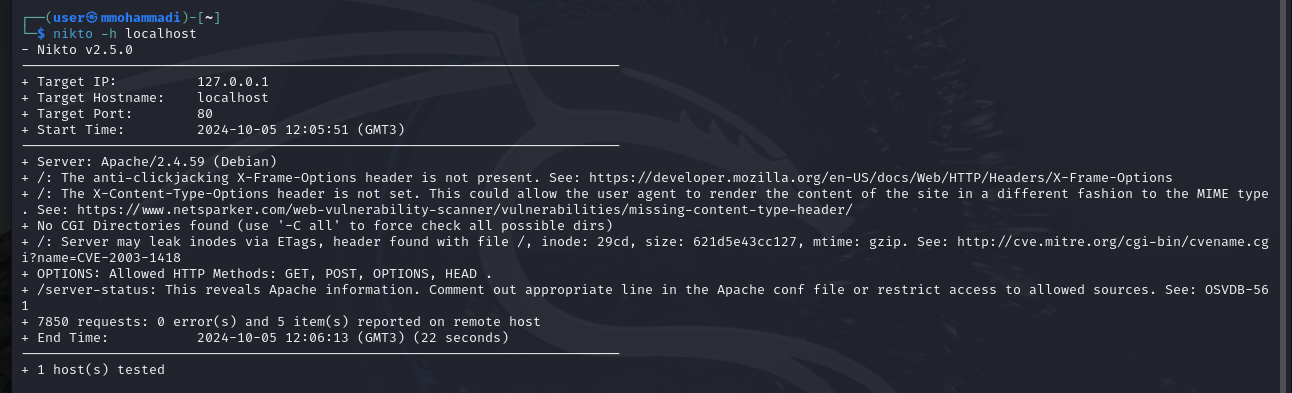 ┌──(user㉿mmohammadi)-[~]
└─$ nikto -h localhost
- Nikto v2.5.0
---------------------------------------------------------------------------
+ Target IP:          127.0.0.1
+ Target Hostname:    localhost
+ Target Port:        80
+ Start Time:         2024-10-05 12:05:51 (GMT3)
---------------------------------------------------------------------------
+ Server: Apache/2.4.59 (Debian)
+ /: The anti-clickjacking X-Frame-Options header is not present. See: https://developer.mozilla.org/en-US/docs/Web/HTTP/Headers/X-Frame-Options
+ /: The X-Content-Type-Options header is not set. This could allow the user agent to render the content of the site in a different fashion to the MIME type
. See: https://www.netsparker.com/web-vulnerability-scanner/vulnerabilities/missing-content-type-header/
+ No CGI Directories found (use '-C all' to force check all possible dirs)
+ /: Server may leak inodes via ETags, header found with file /, inode: 29cd, size: 621d5e43cc127, mtime: gzip. See: http://cve.mitre.org/cgi-bin/cvename.cg
i?name=CVE-2003-1418
+ OPTIONS: Allowed HTTP Methods: GET, POST, OPTIONS, HEAD .
+ /server-status: This reveals Apache information. Comment out appropriate line in the Apache conf file or restrict access to allowed sources. See: OSVDB-56
1
+ 7850 requests: 0 error(s) and 5 item(s) reported on remote host
+ End Time:           2024-10-05 12:06:13 (GMT3) (22 seconds)
---------------------------------------------------------------------------
+ 1 host(s) tested